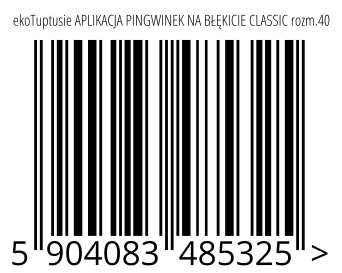 ekoTuptusie APLIKACJA PINGWINEK NA BŁĘKICIE CLASSIC rozm.40
5 904083 485325 >